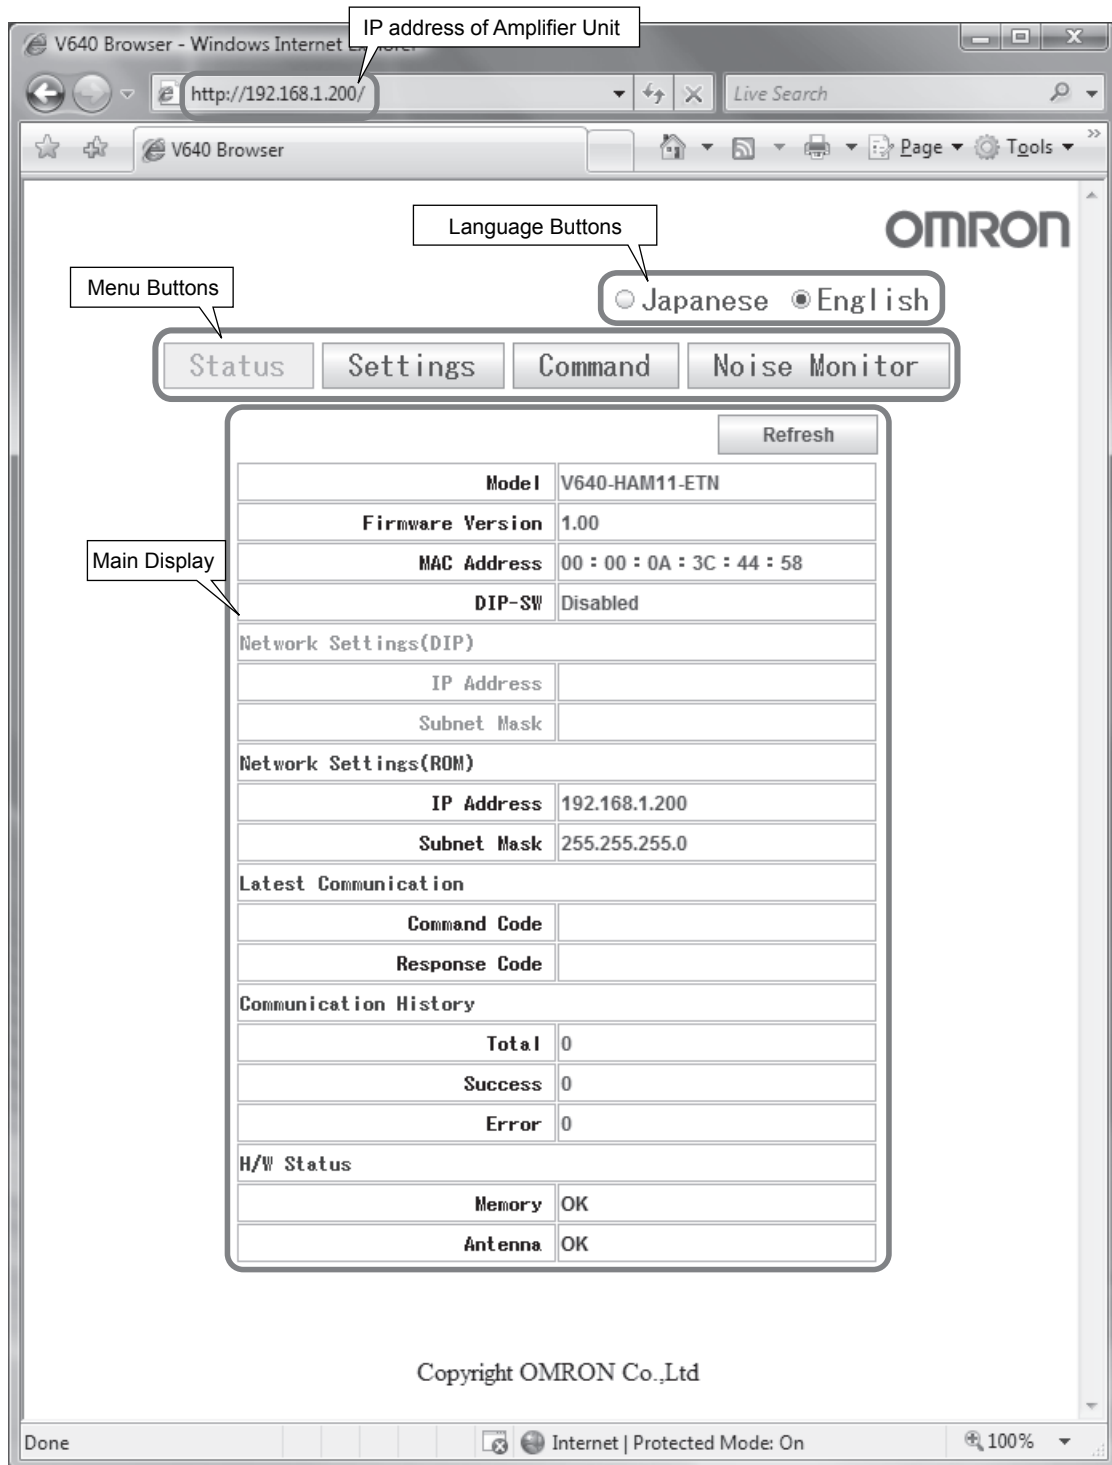 IP address of Amplifier Unit
V640 Browser - Windows Internet
http://192.168.1.200/
Live Search
V640 Browser
Page
Tools
Language Buttons
OMRON
Menu Buttons
Japanese English
Status Settings Command Noise Monitor
Refresh
Model V640-HAM11-ETN
Firmware Version 1.00
Main Display
MAC Address 00:00:0A:3C:44:58
DIP-SW Disabled
Network Settings(DIP)
IP Address
Subnet Mask
Network Settings(ROM)
IP Address 192.168.1.200
Subnet Mask 255.255.255.0
Latest Communication
Command Code
Response Code
Communication History
Total 0
Success 0
Error 0
H/W Status
Memory OK
Antenna OK
Copyright OMRON Co.,Ltd
Done
Internet | Protected Mode: On
100%